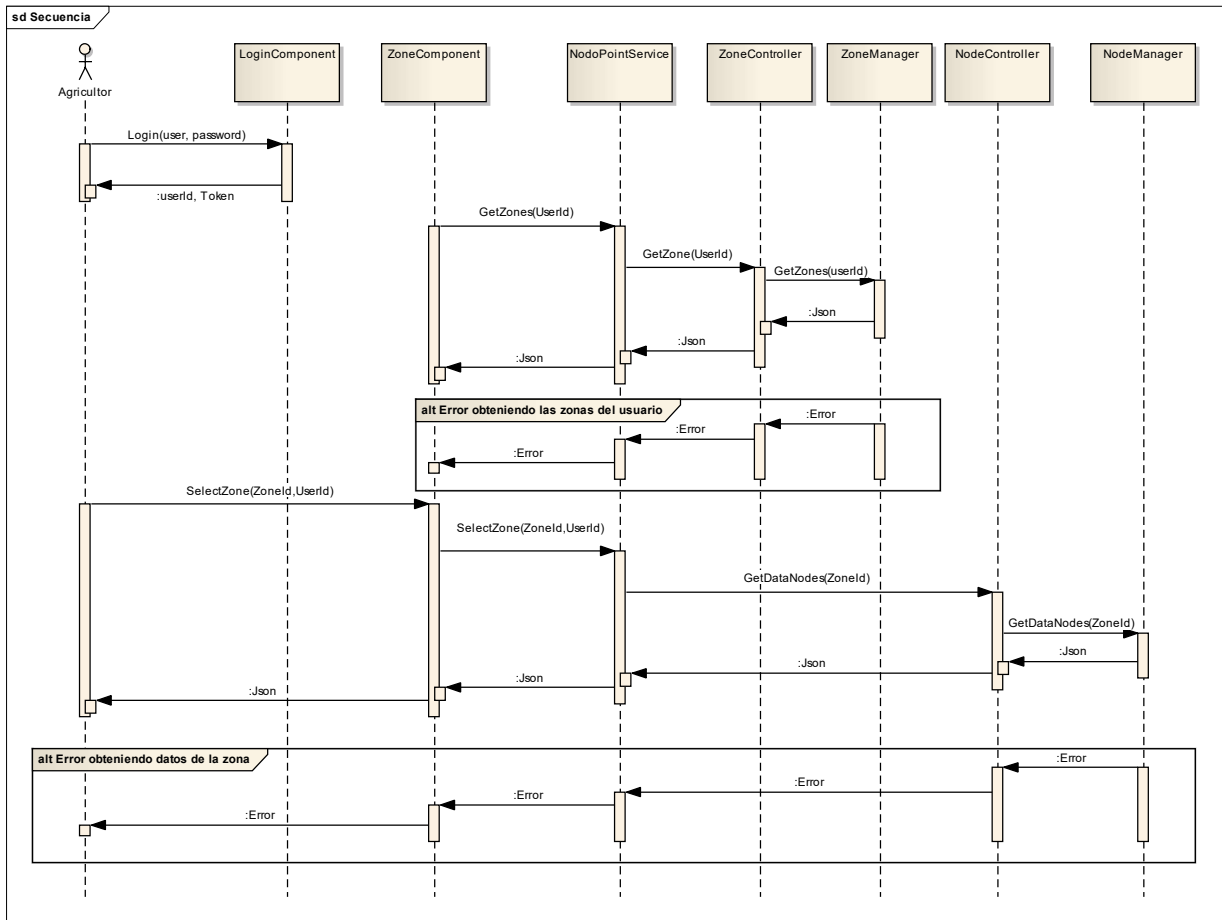 sd Secuencia
Agricultor
LoginComponent
ZoneComponent
NodoPointService
ZoneController
ZoneManager
NodeController
NodeManager
Login(user, password)
:userId, Token
GetZones(UserId)
GetZone(UserId)
GetZones(userId)
:Json
:Json
:Json
alt Error obteniendo las zonas del usuario
:Error
:Error
:Error
SelectZone(ZoneId,UserId)
SelectZone(ZoneId,UserId)
GetDataNodes(ZoneId)
GetDataNodes(ZoneId)
:Json
:Json
:Json
:Json
alt Error obteniendo datos de la zona
:Error
:Error
:Error
:Error